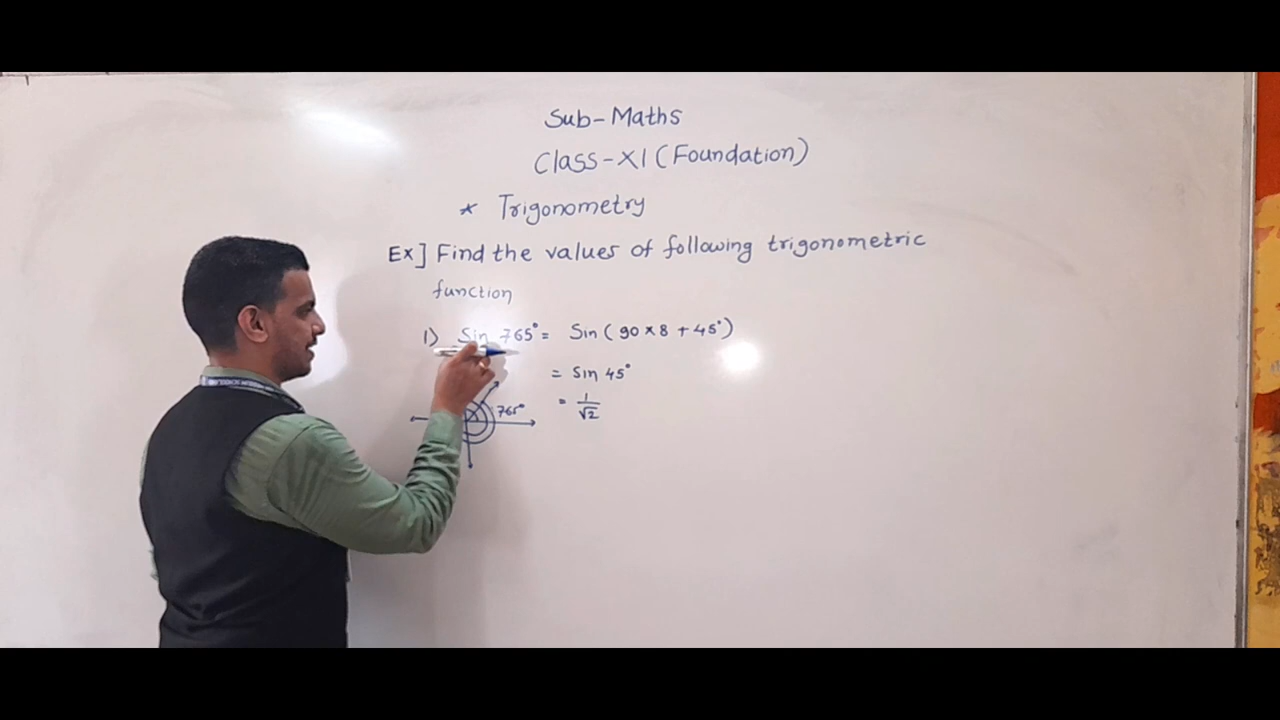 Sub-Maths
Class-XI (Foundation)
* Trigonometry
Ex] Find the values of following trigonometric
function
1) Sin 765° = Sin (90 × 8 + 45°)
= Sin 45°
= 1/√2
765°